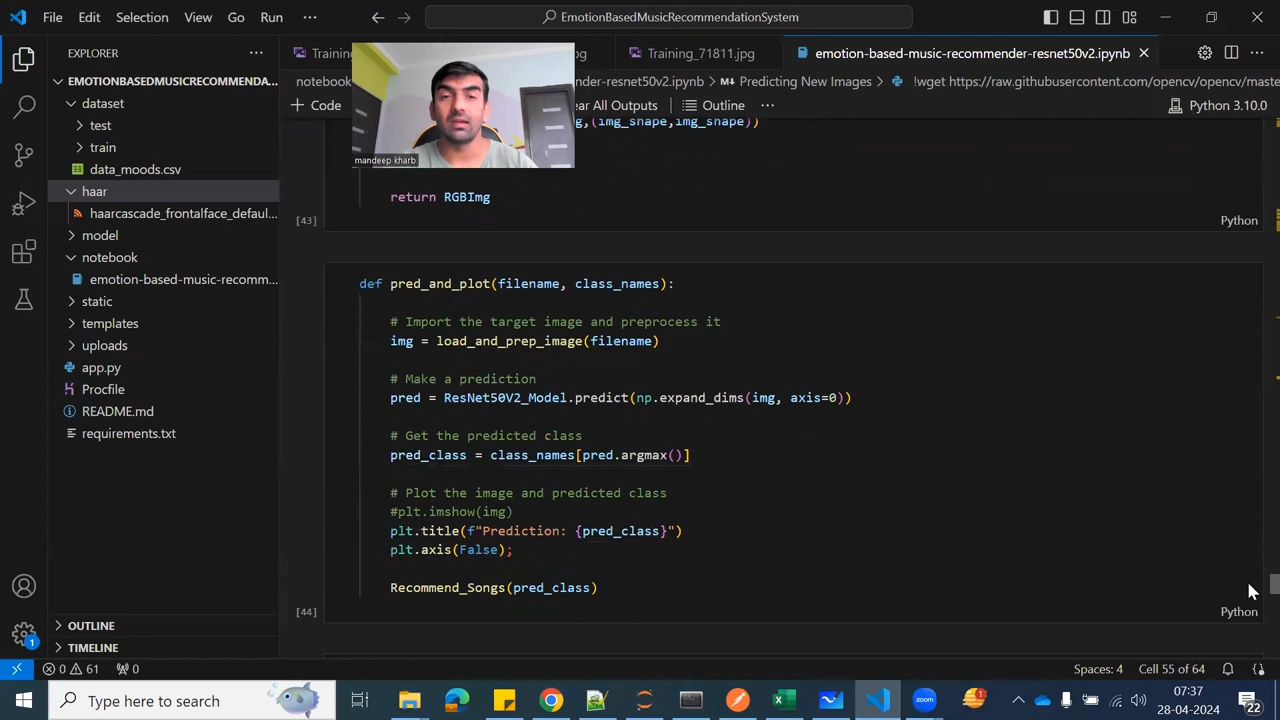 File Edit Selection View Go Run ··· EmotionBasedMusicRecommendationSystem
EXPLORER ···
EMOTIONBASEDMUSICRECOMMENDA...
dataset
test
train
data_moods.csv
haar
haarcascade_frontalface_defaul...
model
notebook
emotion-based-music-recomm...
static
templates
uploads
app.py
Procfile
README.md
requirements.txt
OUTLINE
TIMELINE
Training_71811.jpg
emotion-based-music-recommender-resnet50v2.ipynb
Predicting New Images > !wget https://raw.githubusercontent.com/opencv/opencv/maste
+ Code
Clear All Outputs
Outline ···
Python 3.10.0
mandeep kharb
(img_shape,img_shape))
return RGBImg
[43]
Python
def pred_and_plot(filename, class_names):
# Import the target image and preprocess it
img = load_and_prep_image(filename)
# Make a prediction
pred = ResNet50V2_Model.predict(np.expand_dims(img, axis=0))
# Get the predicted class
pred_class = class_names[pred.argmax()]
# Plot the image and predicted class
#plt.imshow(img)
plt.title(f"Prediction: {pred_class}")
plt.axis(False);
Recommend_Songs(pred_class)
[44]
Python
0 61 0
Spaces: 4 Cell 55 of 64
Type here to search
zoom
1
07:37
28-04-2024
22